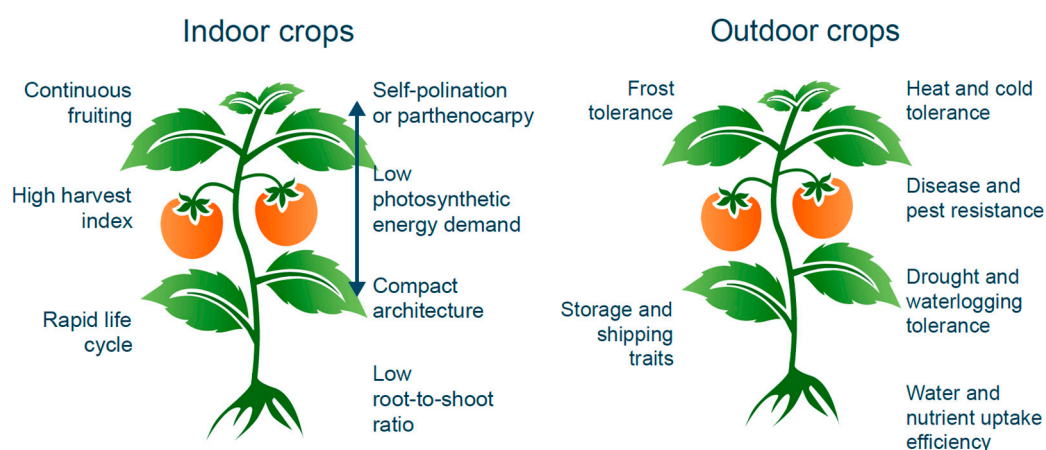 Indoor crops
Continuous
fruiting
High harvest
index
Rapid life
cycle
Self-polination
or parthenocarpy
Low
photosynthetic
energy demand
Compact
architecture
Low
root-to-shoot
ratio
Outdoor crops
Frost
tolerance
Storage and
shipping
traits
Heat and cold
tolerance
Disease and
pest resistance
Drought and
waterlogging
tolerance
Water and
nutrient uptake
efficiency